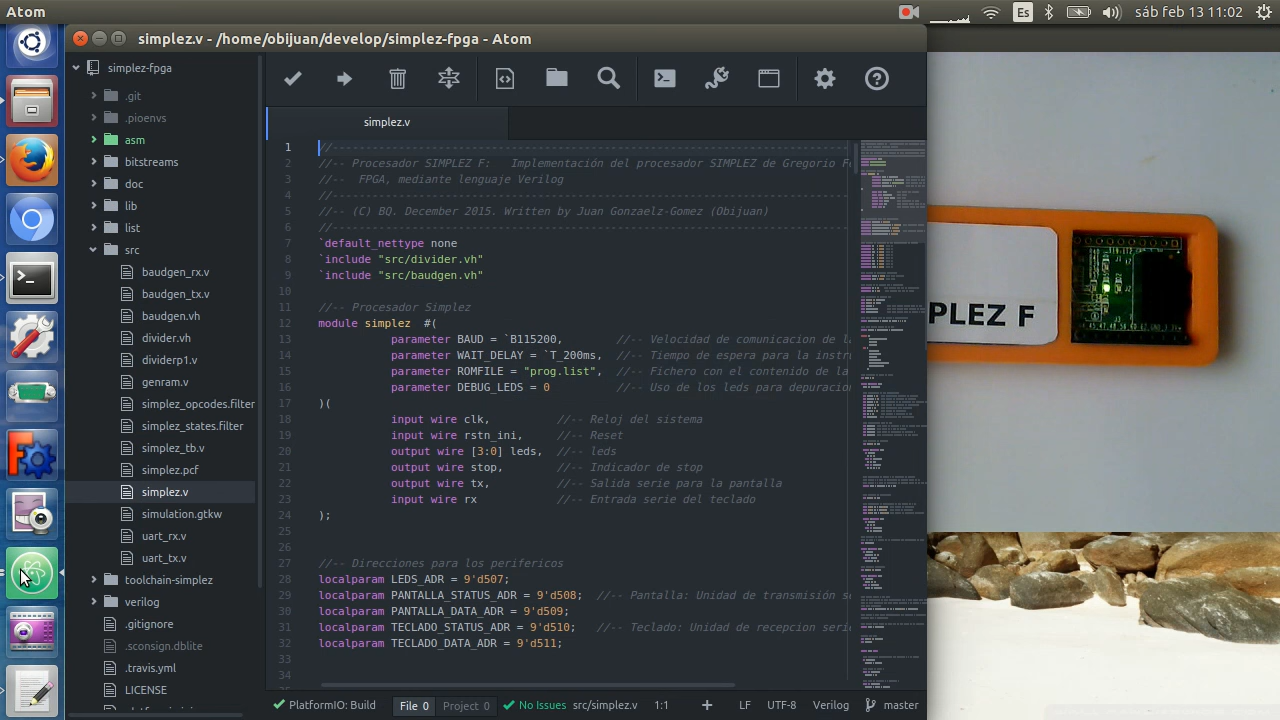 Atom
Es
sáb feb 13 11:02
simplez.v - /home/obijuan/develop/simplez-fpga - Atom
simplez-fpga
.git
.pioenvs
asm
bitstrems
doc
lib
list
src
baudgen_rx.v
baudgen_tx.v
baudgen.vh
divider.vh
dividerp1.v
genram.v
simplez_opcodes.filter
simplez_st.filter
simplez_tb.v
simplez.pcf
simplez.v
simulation.gtkw
uart_rx.v
uart_tx.v
toolchain-simplez
verilog
.gitignore
.sconsign.dblite
.travis.yml
LICENSE
simplez.v
1 //-----------
2 //-- Procesador SIMPLEZ F: Implementación del procesador SIMPLEZ de Gregorio
3 //-- FPGA, mediante lenguaje Verilog
4 //-----------
5 //-- (C) December 2015. Written by Juan Gonzalez-Gomez (Obijuan)
6 //-----------
7 `default_nettype none
8 `include "src/divider.vh"
9 `include "src/baudgen.vh"
10
11 //-- Procesador Simplez
12 module simplez #(
13 parameter BAUD = `B115200, //-- Velocidad de comunicacion de
14 parameter WAIT_DELAY = `T_200ms, //-- Tiempo de espera para la
15 parameter ROMFILE = "prog.list", //-- Fichero con el contenido de la
16 parameter DEBUG_LEDS = 0 //-- Uso de los leds para
17 )(
18 input wire clk, //-- Reloj del sistema
19 input wire rstn_ini, //-- Reset
20 output wire [3:0] leds, //-- leds
21 output wire stop, //-- Indicador de stop
22 output wire tx, //-- Salida serie para la pantalla
23 input wire rx //-- Entrada serie del teclado
24 );
25
26
27 //-- Direcciones para los perifericos
28 localparam LEDS_ADR = 9'd507;
29 localparam PANTALLA_STATUS_ADR = 9'd508; //-- Pantalla: Unidad de transmisión
30 localparam PANTALLA_DATA_ADR = 9'd509;
31 localparam TECLADO_STATUS_ADR = 9'd510; //-- Teclado: Unidad de recepcion
32 localparam TECLADO_DATA_ADR = 9'd511;
33
34
PlatformIO: Build
File 0
Project 0
No Issues
src/simplez.v
1:1
LF
UTF-8
Verilog
master
PLEZ F